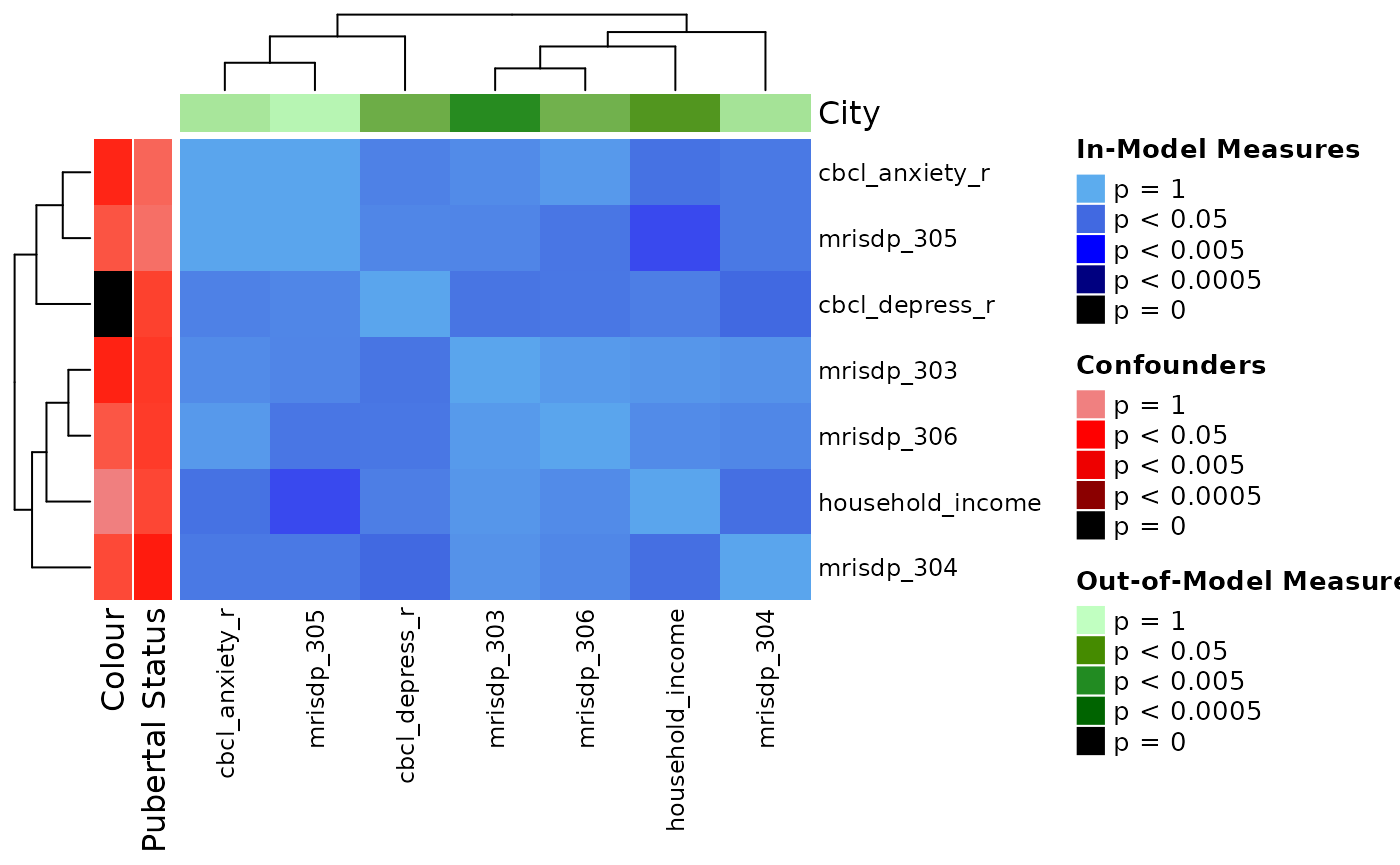 City
cbcl_anxiety_r
mrisdp_305
cbcl_depress_r
mrisdp_303
mrisdp_306
household_income
mrisdp_304
Colour
Pubertal Status
cbcl_anxiety_r
mrisdp_305
cbcl_depress_r
mrisdp_303
mrisdp_306
household_income
mrisdp_304
In-Model Measures
p = 1
p < 0.05
p < 0.005
p < 0.0005
p = 0
Confounders
p = 1
p < 0.05
p < 0.005
p < 0.0005
p = 0
Out-of-Model Measure
p = 1
p < 0.05
p < 0.005
p < 0.0005
p = 0